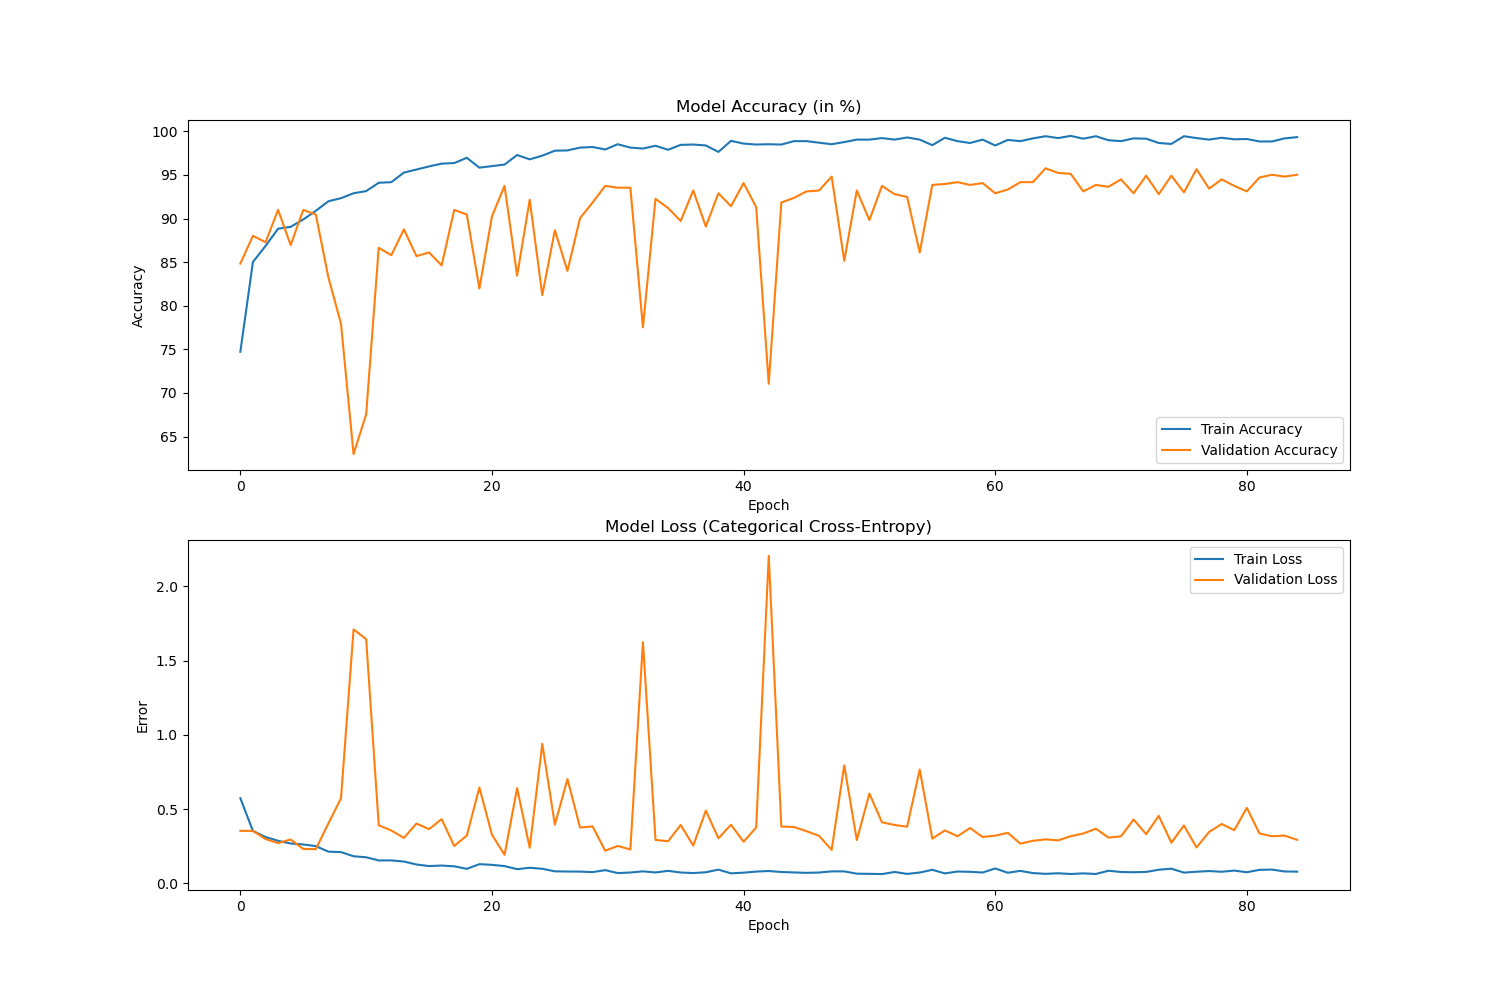 Model Accuracy (in %)
100
95
90
85
80
75
70
65
Accuracy
Train Accuracy
Validation Accuracy
0 20 40 60 80
Epoch
Model Loss (Categorical Cross-Entropy)
2.0
1.5
1.0
0.5
0.0
Error
Train Loss
Validation Loss
0 20 40 60 80
Epoch